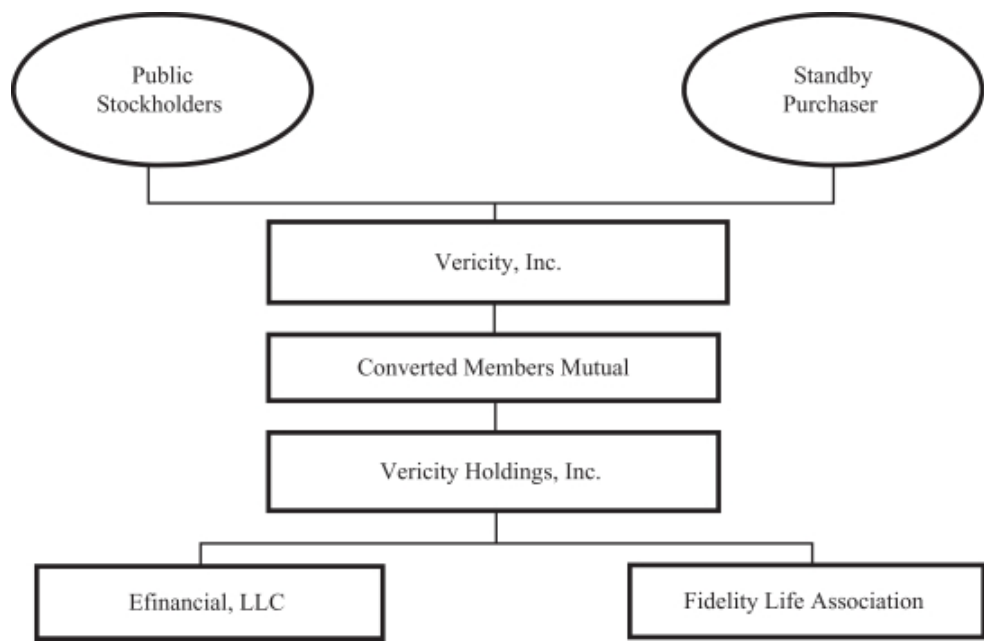 Public
Stockholders
Standby
Purchaser
Vericity, Inc.
Converted Members Mutual
Vericity Holdings, Inc.
Efinancial, LLC
Fidelity Life Association